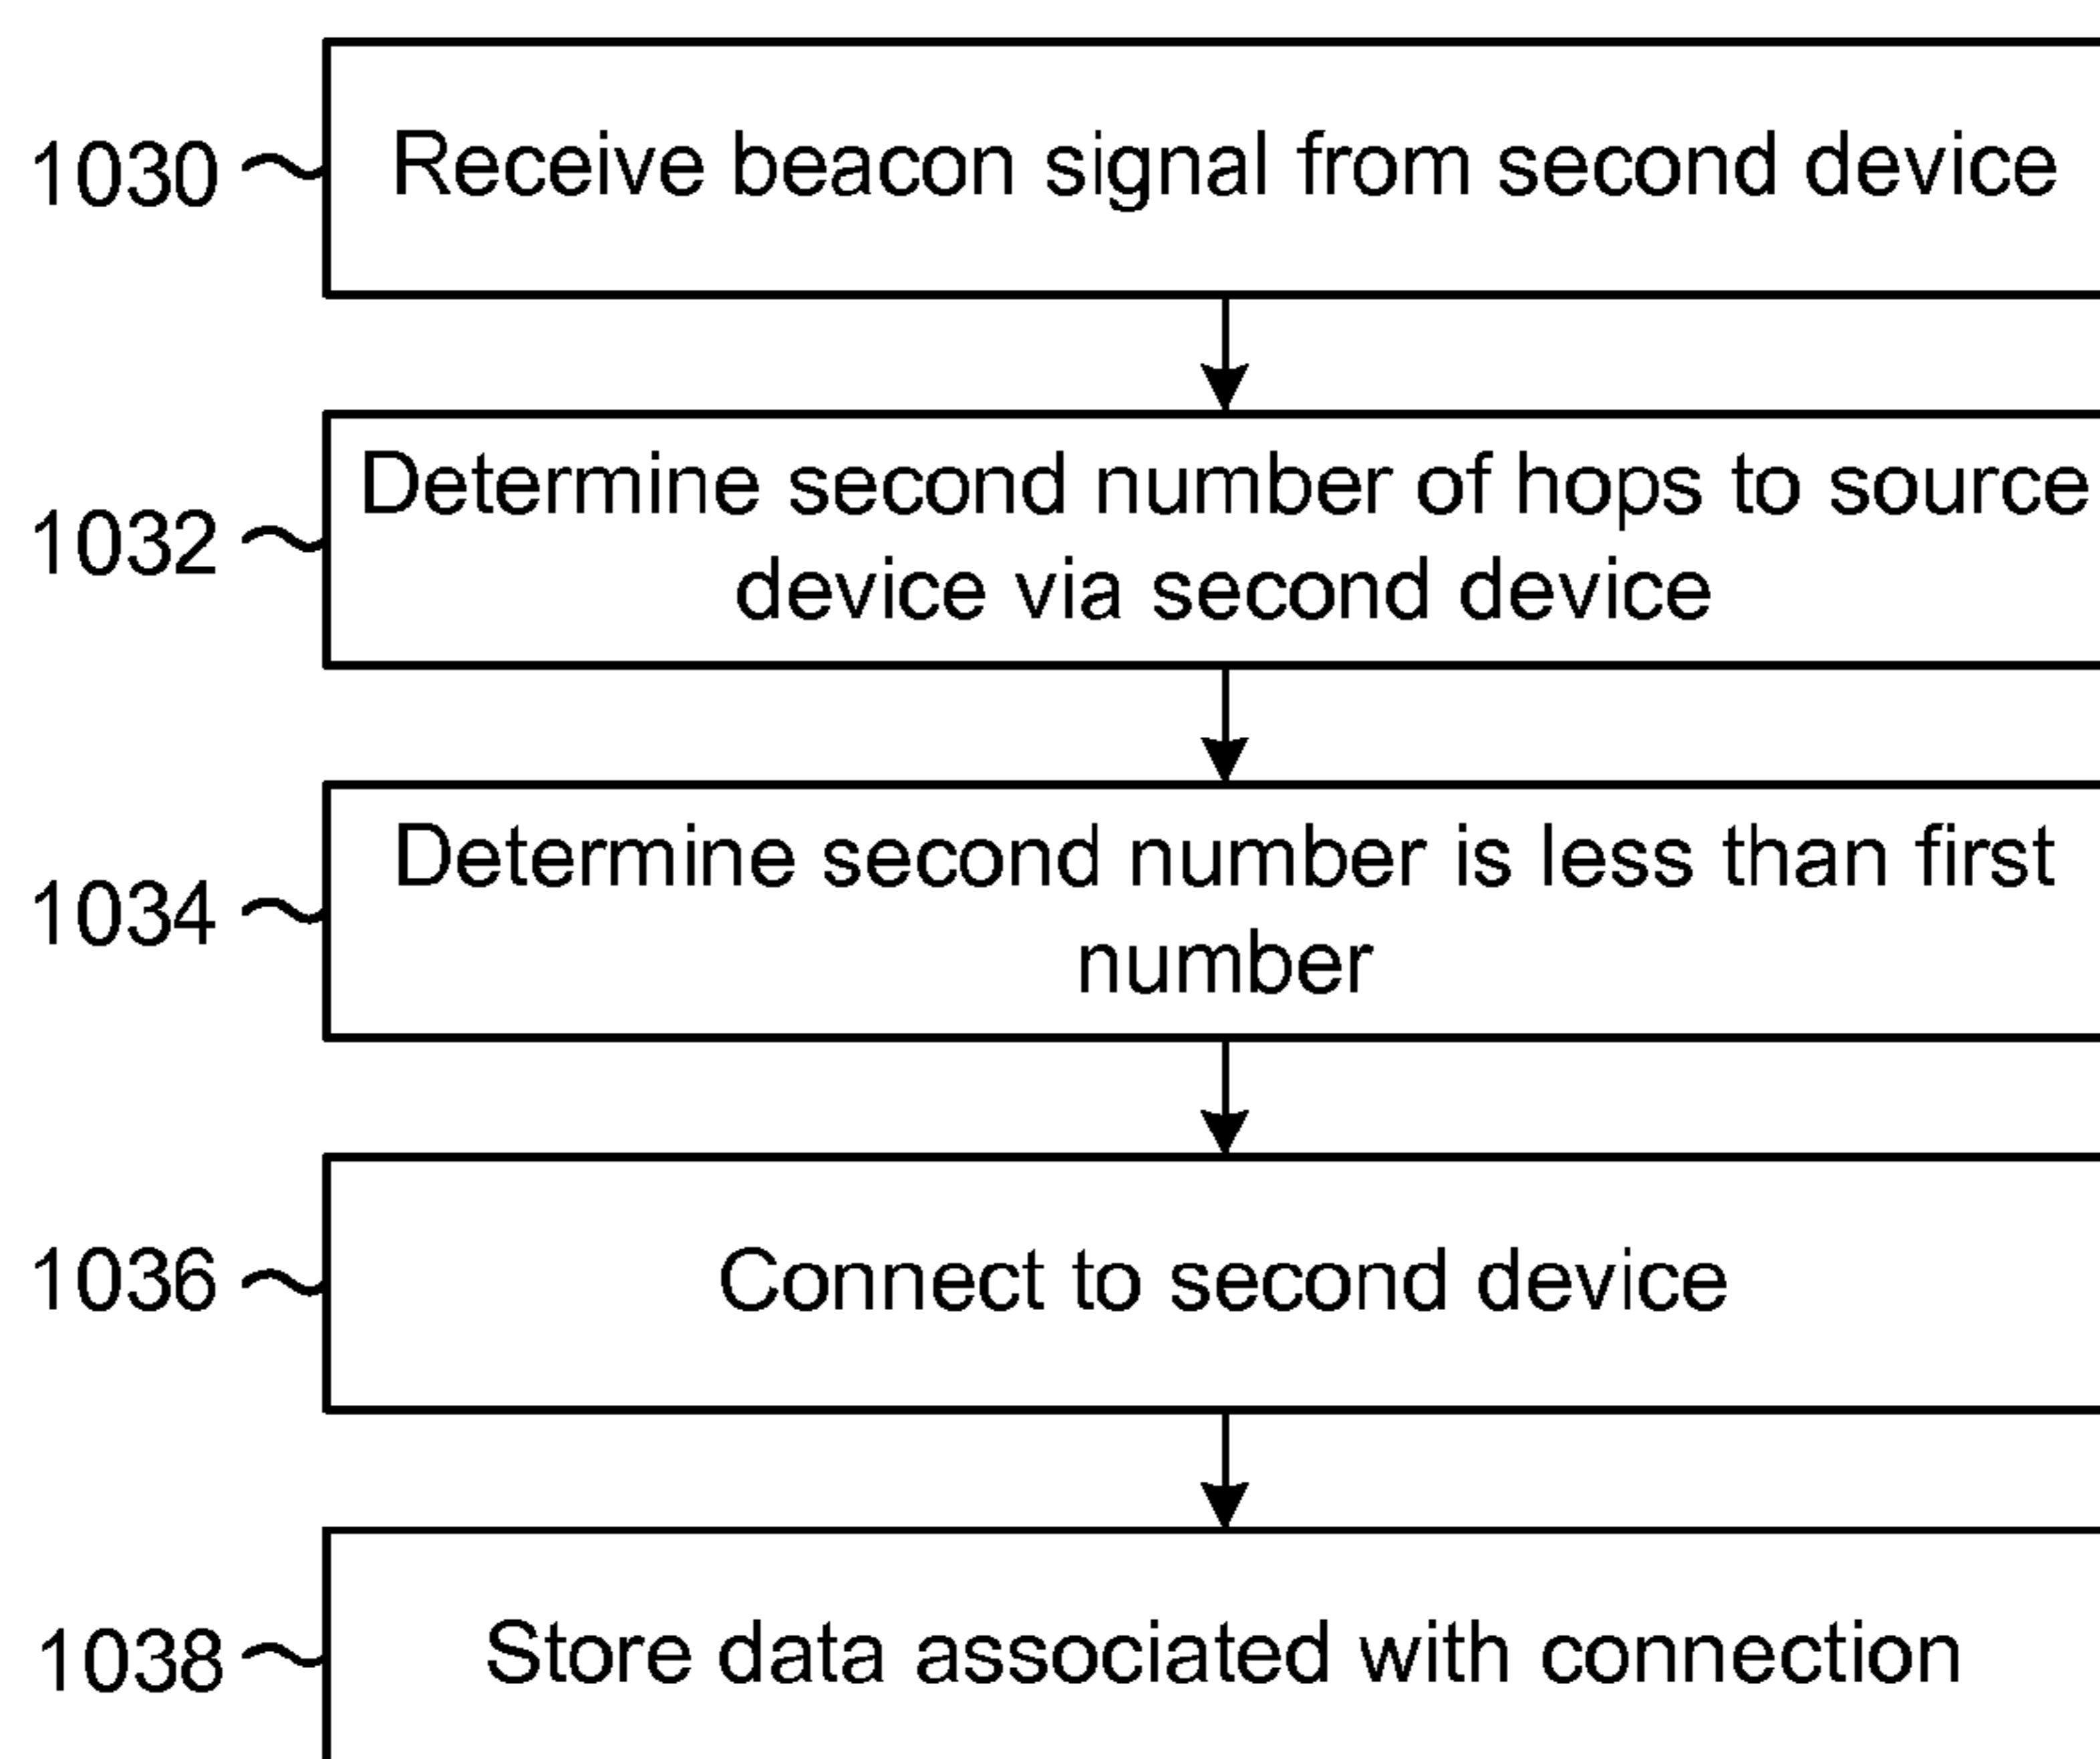 1030
Receive beacon signal from second device
1032
Determine second number of hops to source
device via second device
1034
Determine second number is less than first
number
1036
Connect to second device
1038
Store data associated with connection